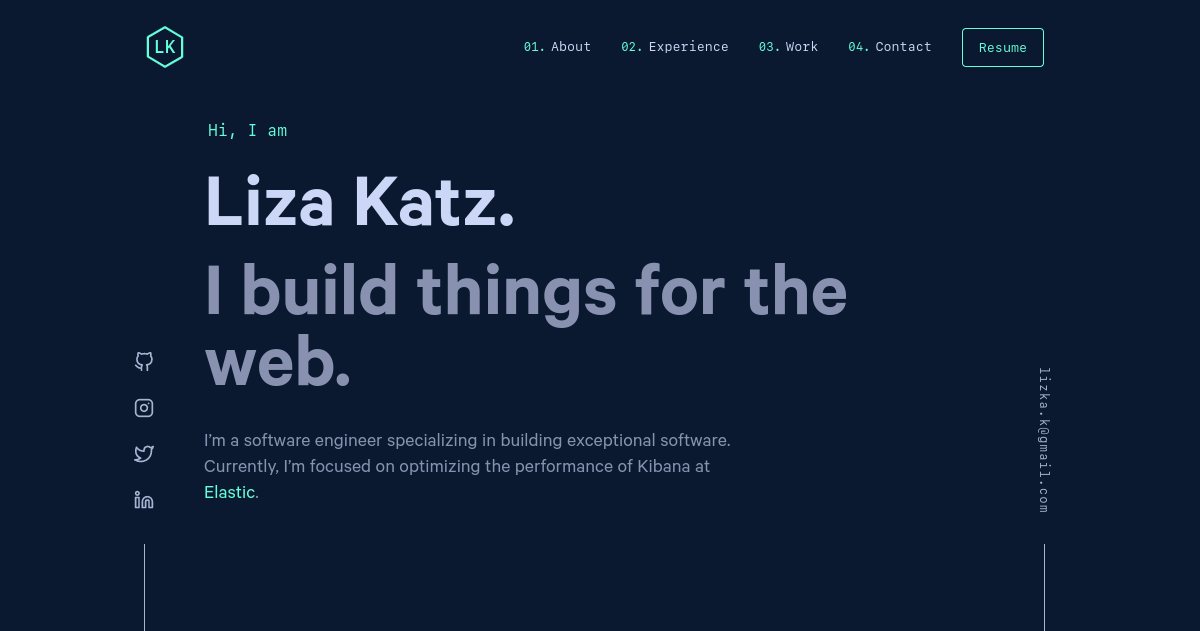 LK
01. About 02. Experience 03. Work 04. Contact Resume
Hi, I am
Liza Katz.
I build things for the
web.
I’m a software engineer specializing in building exceptional software.
Currently, I’m focused on optimizing the performance of Kibana at
Elastic.
lizka.k@gmail.com